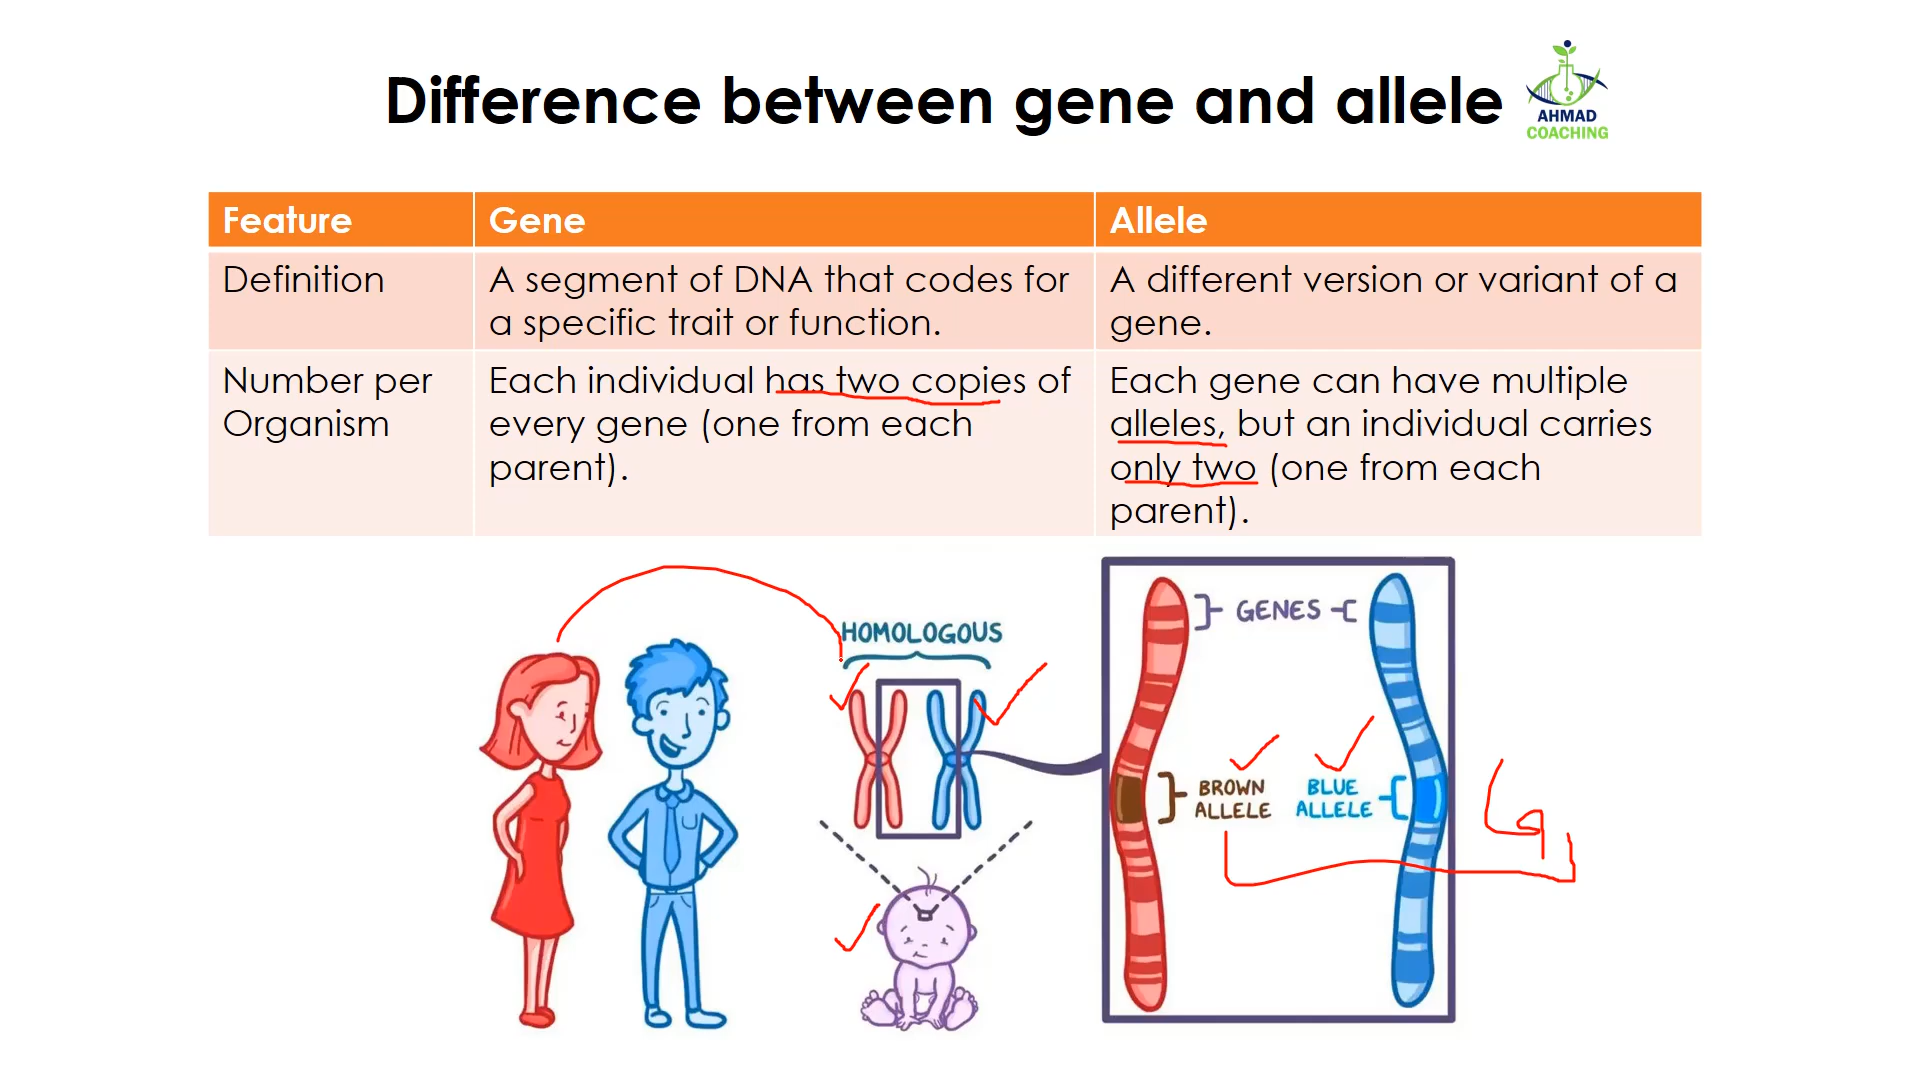 Difference between gene and allele
AHMAD
COACHING
Feature
Gene
Allele
Definition
A segment of DNA that codes for
a specific trait or function.
A different version or variant of a
gene.
Number per
Organism
Each individual has two copies of
every gene (one from each
parent).
Each gene can have multiple
alleles, but an individual carries
only two (one from each
parent).
HOMOLOGOUS
GENES
BROWN
ALLELE
BLUE
ALLELE